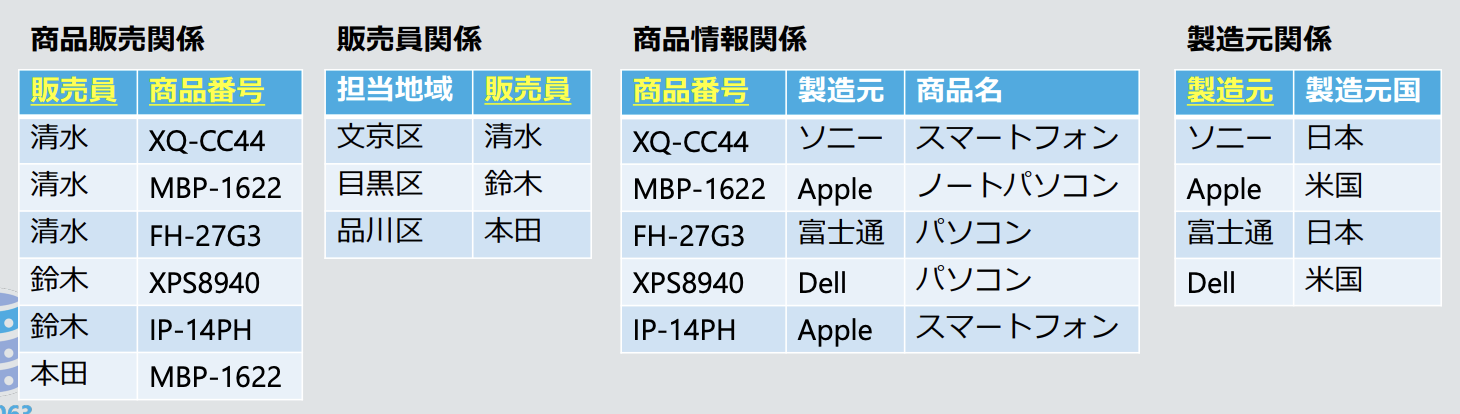 商品販売関係
販売員 商品番号
清水 XQ-CC44
清水 MBP-1622
清水 FH-27G3
鈴木 XPS8940
鈴木 IP-14PH
本田 MBP-1622
販売員関係
担当地域 販売員
文京区 清水
目黒区 鈴木
品川区 本田
商品情報関係
商品番号 製造元 商品名
XQ-CC44 ソニー スマートフォン
MBP-1622 Apple ノートパソコン
FH-27G3 富士通 パソコン
XPS8940 Dell パソコン
IP-14PH Apple スマートフォン
製造元関係
製造元 製造元国
ソニー 日本
Apple 米国
富士通 日本
Dell 米国